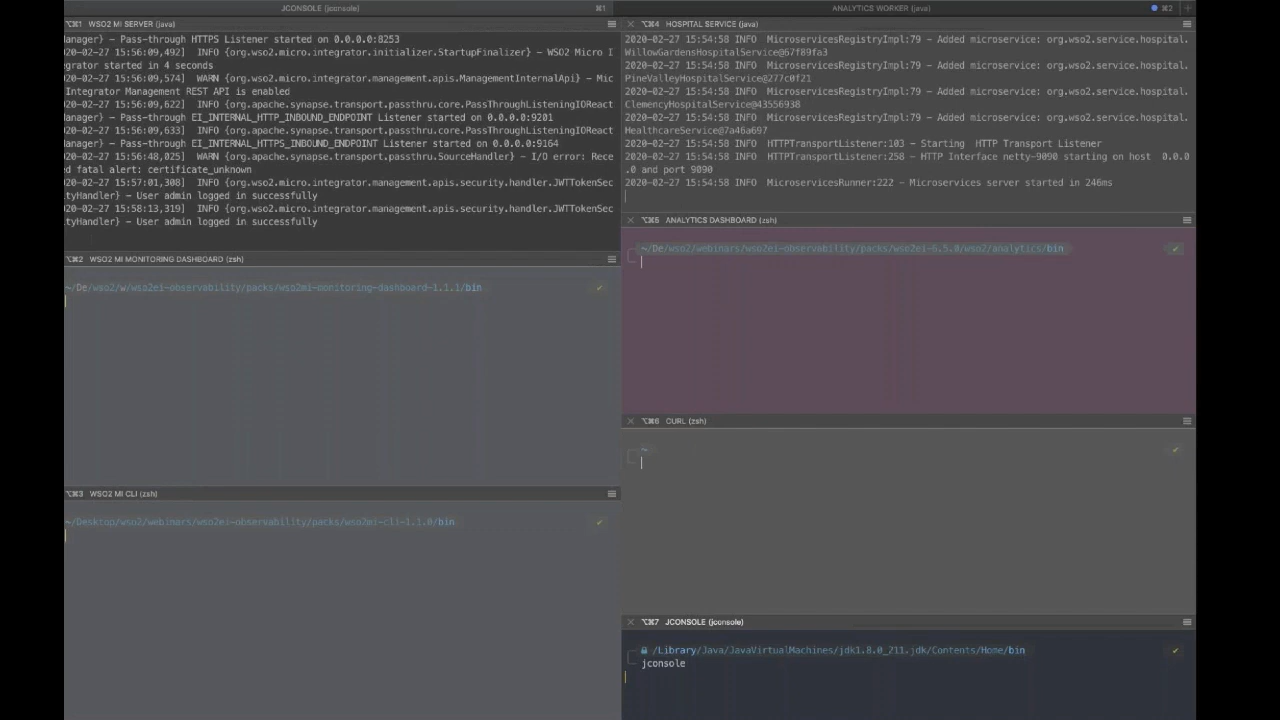 JCONSOLE (jconsole) ⌘1
ANALYTICS WORKER (java) ⌘2 +
⌥⌘1 WSO2 MI SERVER (java)
anager} – Pass-through HTTPS Listener started on 0.0.0.0:8253
020-02-27 15:56:09,492]  INFO {org.wso2.micro.integrator.initializer.StartupFinalizer} – WSO2 Micro I
egrator started in 4 seconds
020-02-27 15:56:09,574]  WARN {org.wso2.micro.integrator.management.apis.ManagementInternalApi} – Mic
 Integrator Management REST API is enabled
020-02-27 15:56:09,622]  INFO {org.apache.synapse.transport.passthru.core.PassThroughListeningIOReact
anager} – Pass-through EI_INTERNAL_HTTP_INBOUND_ENDPOINT Listener started on 0.0.0.0:9201
020-02-27 15:56:09,633]  INFO {org.apache.synapse.transport.passthru.core.PassThroughListeningIOReact
anager} – Pass-through EI_INTERNAL_HTTPS_INBOUND_ENDPOINT Listener started on 0.0.0.0:9164
020-02-27 15:56:48,025]  WARN {org.apache.synapse.transport.passthru.SourceHandler} – I/O error: Rece
d fatal alert: certificate_unknown
020-02-27 15:57:01,308]  INFO {org.wso2.micro.integrator.management.apis.security.handler.JWTTokenSec
tyHandler} – User admin logged in successfully
020-02-27 15:58:13,319]  INFO {org.wso2.micro.integrator.management.apis.security.handler.JWTTokenSec
tyHandler} – User admin logged in successfully
⌥⌘2 WSO2 MI MONITORING DASHBOARD (zsh)
~/De/wso2/w/wso2ei-observability/packs/wso2mi-monitoring-dashboard-1.1.1/bin
⌥⌘3 WSO2 MI CLI (zsh)
~/Desktop/wso2/webinars/wso2ei-observability/packs/wso2mi-cli-1.1.0/bin
⌥⌘4 HOSPITAL SERVICE (java)
2020-02-27 15:54:58 INFO  MicroservicesRegistryImpl:79 – Added microservice: org.wso2.service.hospital.
WillowGardensHospitalService@67f89fa3
2020-02-27 15:54:58 INFO  MicroservicesRegistryImpl:79 – Added microservice: org.wso2.service.hospital.
PineValleyHospitalService@277c0f21
2020-02-27 15:54:58 INFO  MicroservicesRegistryImpl:79 – Added microservice: org.wso2.service.hospital.
ClemencyHospitalService@43556938
2020-02-27 15:54:58 INFO  MicroservicesRegistryImpl:79 – Added microservice: org.wso2.service.hospital.
HealthcareService@7a46a697
2020-02-27 15:54:58 INFO  HTTPTransportListener:103 – Starting  HTTP Transport Listener
2020-02-27 15:54:58 INFO  HTTPTransportListener:258 – HTTP Interface netty-9090 starting on host  0.0.0
.0 and port 9090
2020-02-27 15:54:58 INFO  MicroservicesRunner:222 – Microservices server started in 246ms
⌥⌘5 ANALYTICS DASHBOARD (zsh)
~/De/wso2/webinars/wso2ei-observability/packs/wso2ei-6.5.0/wso2/analytics/bin
⌥⌘6 CURL (zsh)
~
⌥⌘7 JCONSOLE (jconsole)
/Library/Java/JavaVirtualMachines/jdk1.8.0_211.jdk/Contents/Home/bin
jconsole